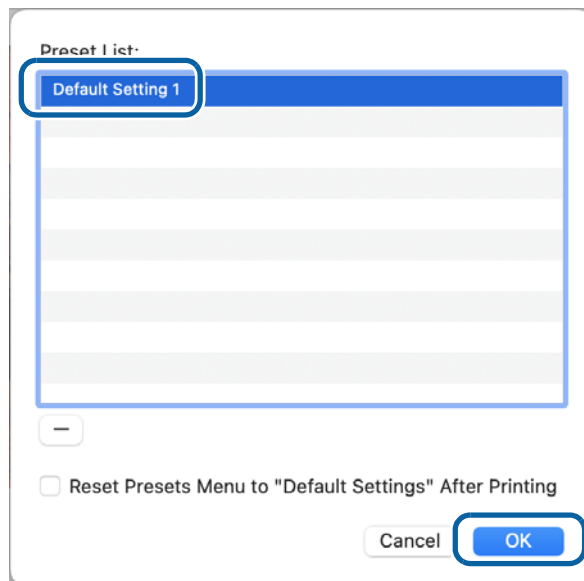 Preset List:
Default Setting 1
Reset Presets Menu to "Default Settings" After Printing
Cancel
OK